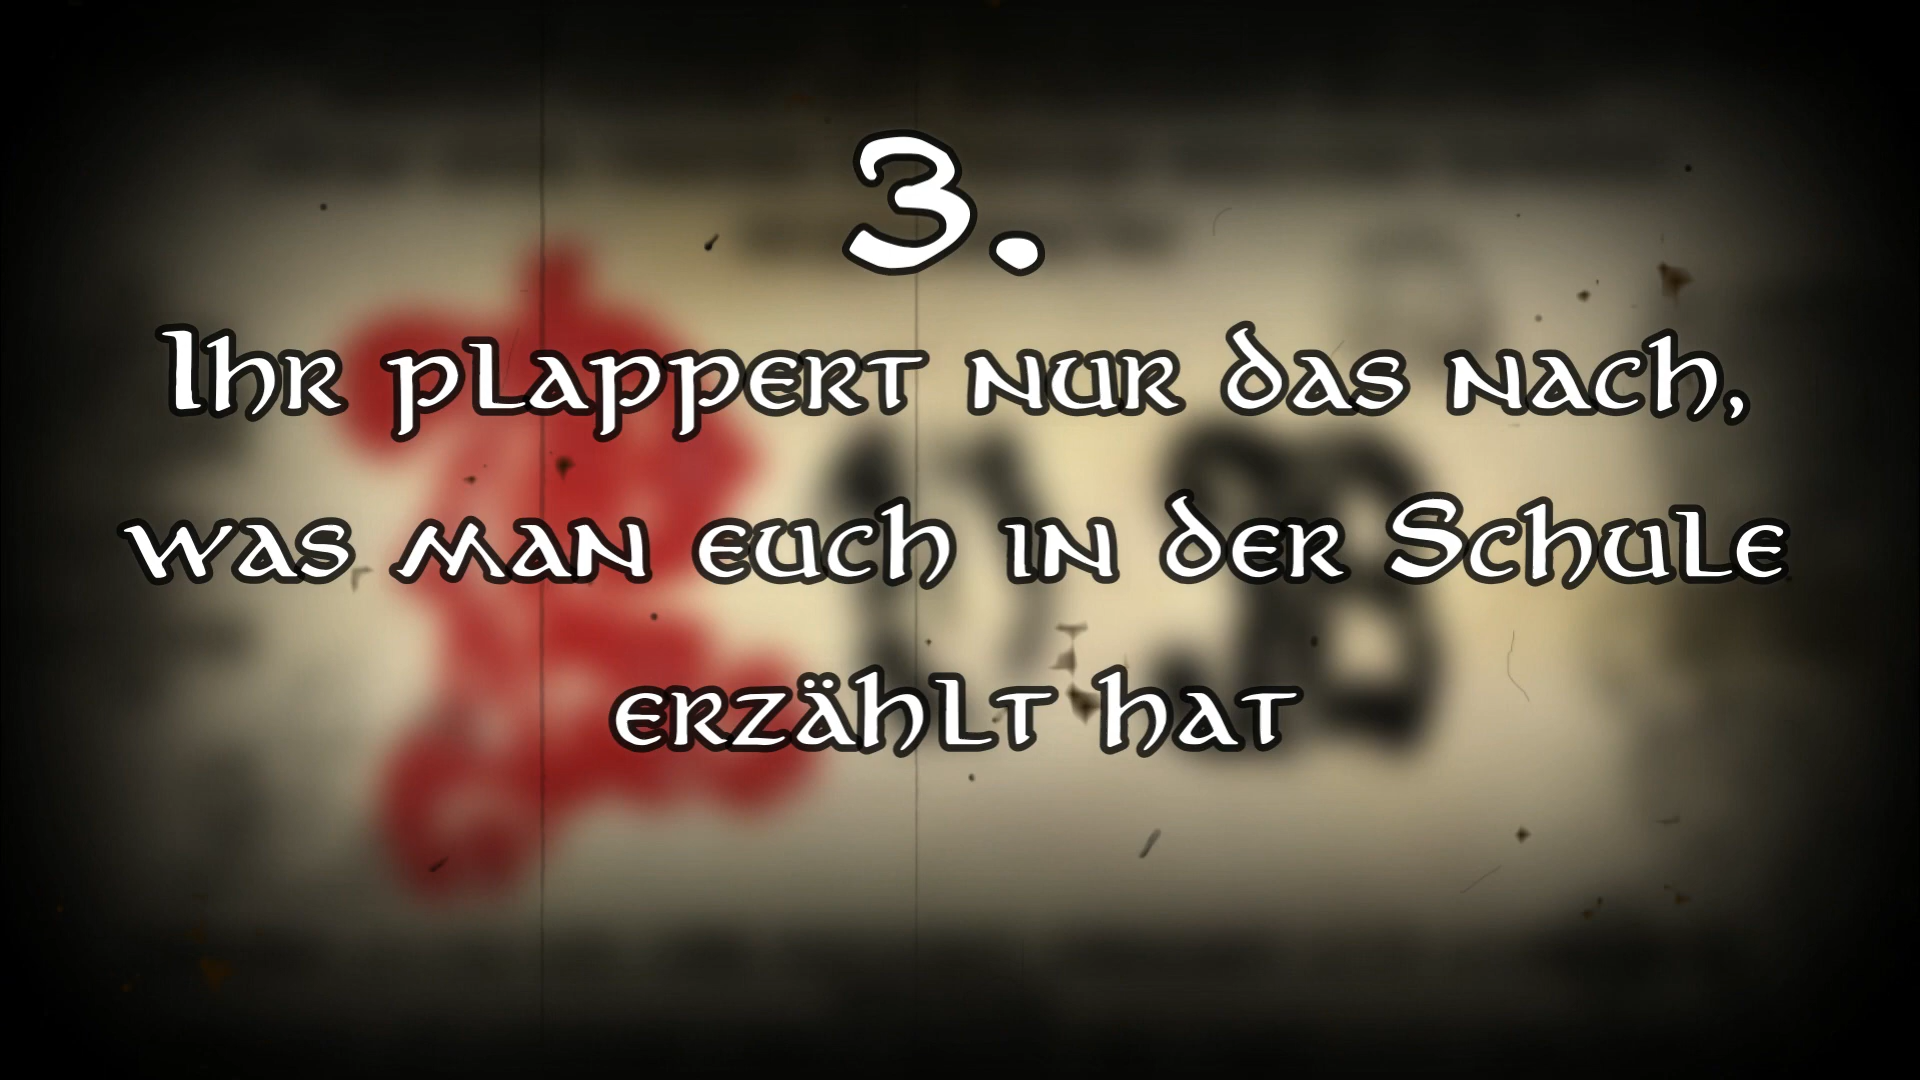 3.
Ihr plappert nur das nach,
was man euch in der Schule
erzählt hat